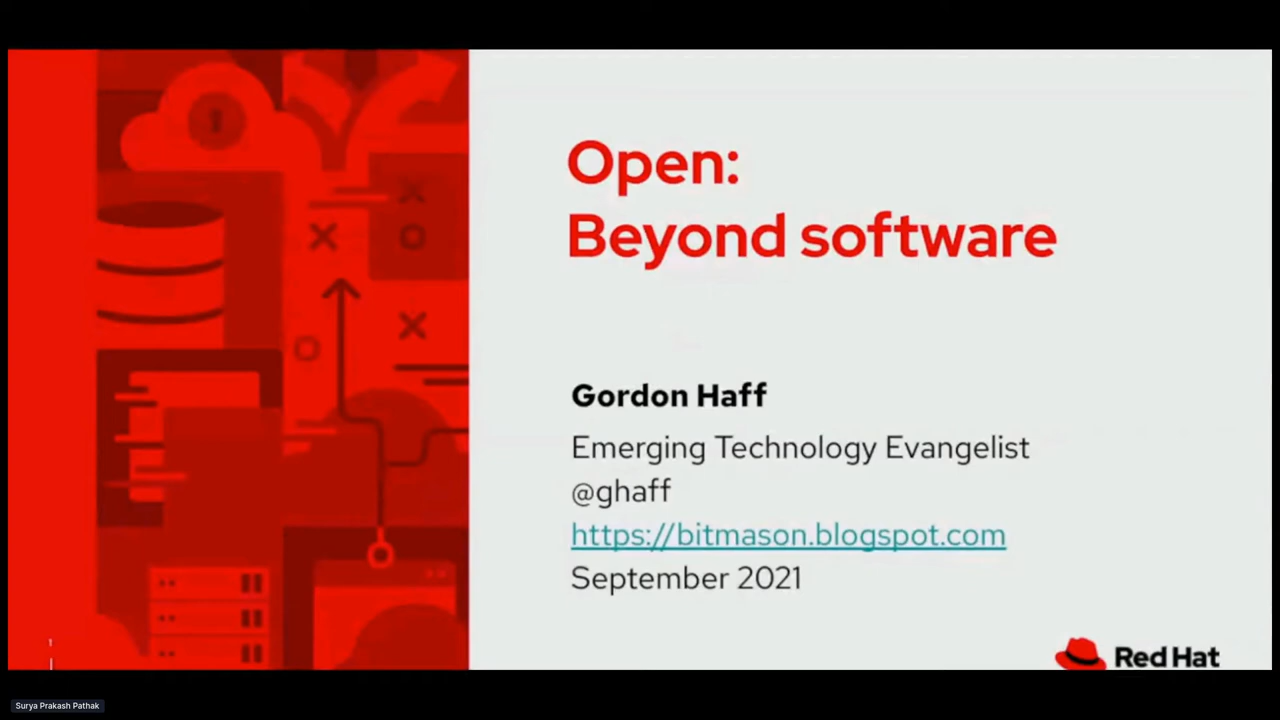 Open:
Beyond software
Gordon Haff
Emerging Technology Evangelist
@ghaff
https://bitmason.blogspot.com
September 2021
Red Hat
Surya Prakash Pathak